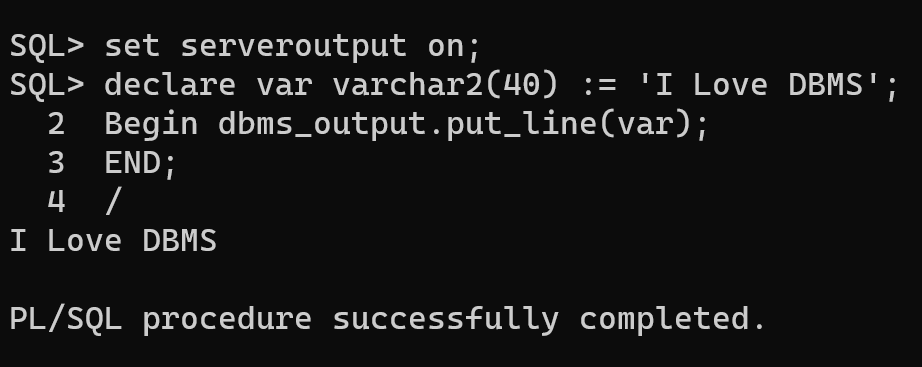 SQL> set serveroutput on;
SQL> declare var varchar2(40) := 'I Love DBMS';
  2  Begin dbms_output.put_line(var);
  3  END;
  4  /
I Love DBMS

PL/SQL procedure successfully completed.